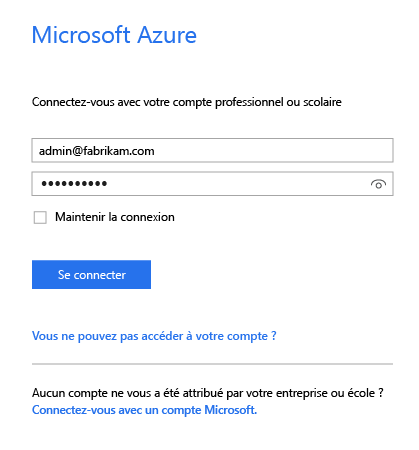 Microsoft Azure
Connectez-vous avec votre compte professionnel ou scolaire
admin@fabrikam.com
••••••••••
Maintenir la connexion
Se connecter
Vous ne pouvez pas accéder à votre compte ?
Aucun compte ne vous a été attribué par votre entreprise ou école ?
Connectez-vous avec un compte Microsoft.